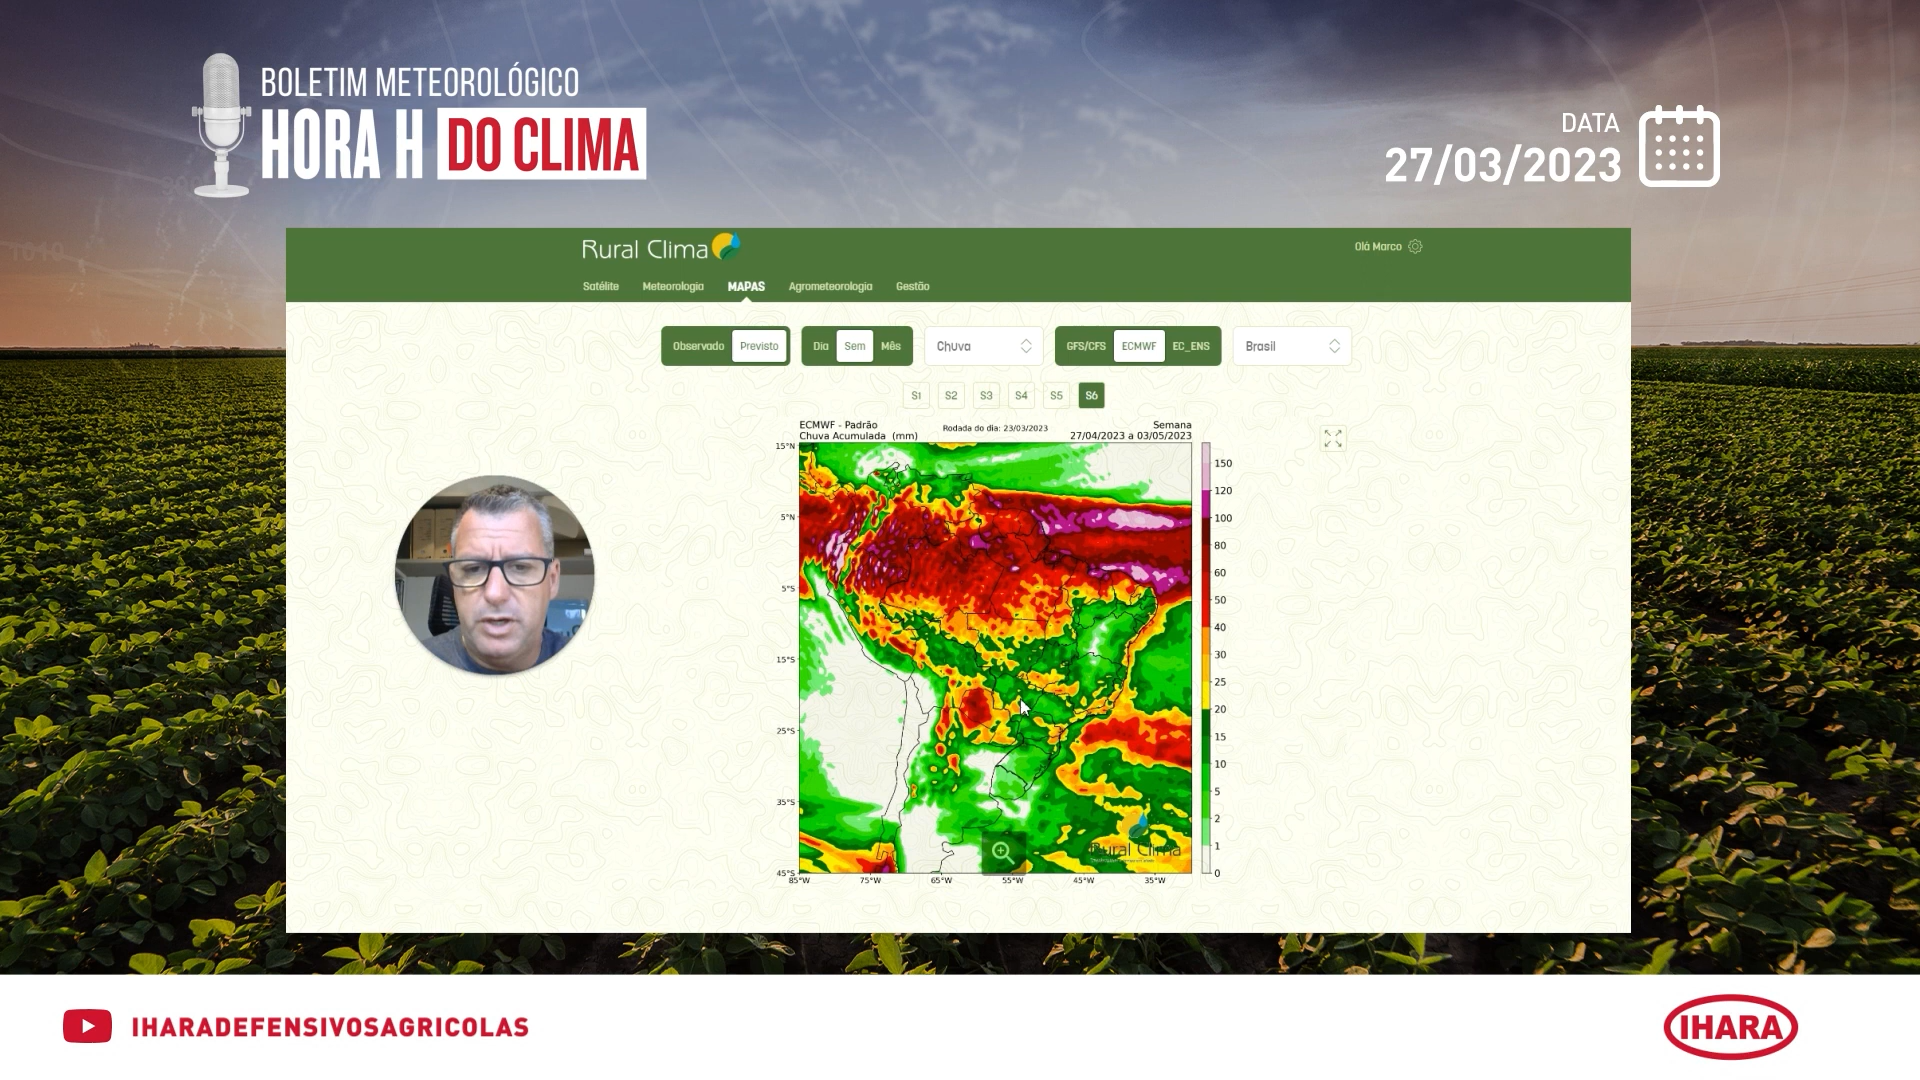 BOLETIM METEOROLÓGICO
HORA H DO CLIMA
DATA
27/03/2023
Rural Clima
Olá Marco
Satélite Meteorologia MAPAS Agrometeorologia Gestão
Observado Previsto Dia Sem Mês Chuva GFS/CFS ECMWF EC_ENS Brasil
S1 S2 S3 S4 S5 S6
ECMWF - Padrão Rodada do dia: 23/03/2023 Semana
Chuva Acumulada (mm) 27/04/2023 a 03/05/2023
15°N
5°N
5°S
15°S
25°S
35°S
45°S
85°W 75°W 65°W 55°W 45°W 35°W
150
120
100
80
60
50
40
30
25
20
15
10
5
2
1
0
Rural Clima
IHARADEFENSIVOSAGRICOLAS
IHARA